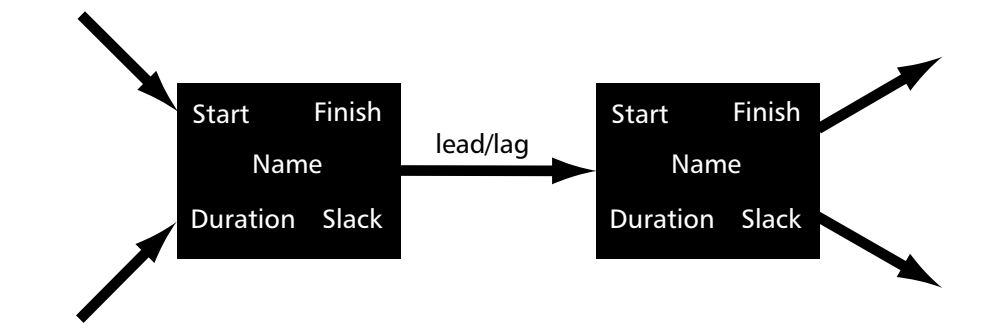 Start Finish
Name
Duration Slack
lead/lag
Start Finish
Name
Duration Slack